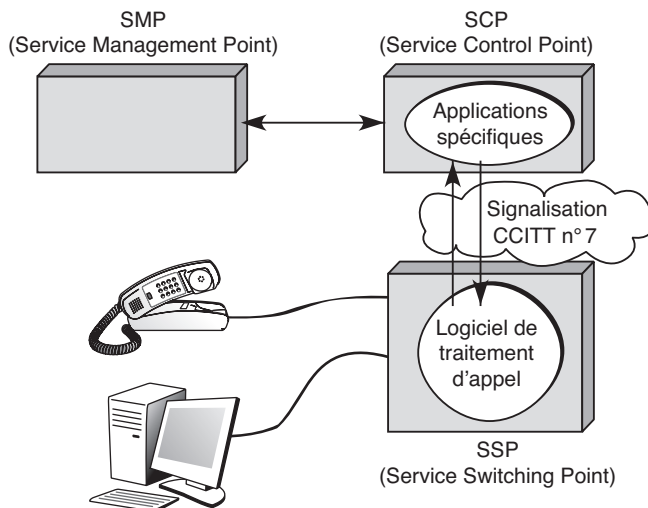 SMP
(Service Management Point)
SCP
(Service Control Point)
Applications
spécifiques
Signalisation
CCITT n° 7
Logiciel de
traitement
d'appel
SSP
(Service Switching Point)